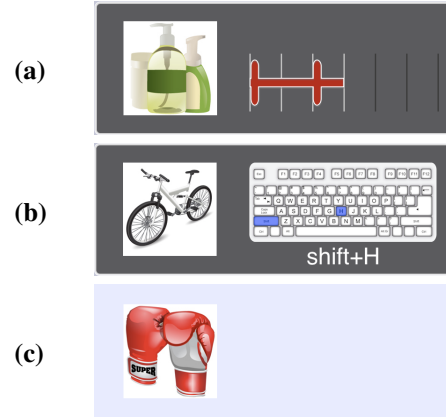 (a)
(b)
Q W E R T Y U I O P
A S D F G H J K L
Z X C V B N M
shift+H
(c)
SUPER